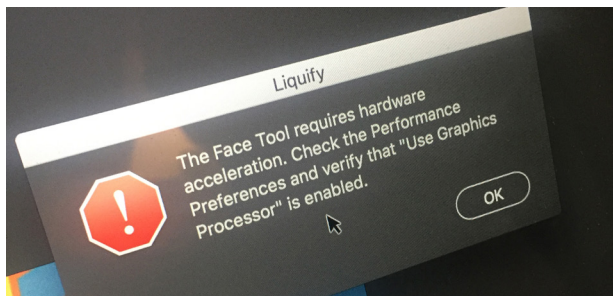 Liquify
The Face Tool requires hardware
acceleration. Check the Performance
Preferences and verify that "Use Graphics
Processor" is enabled.
OK